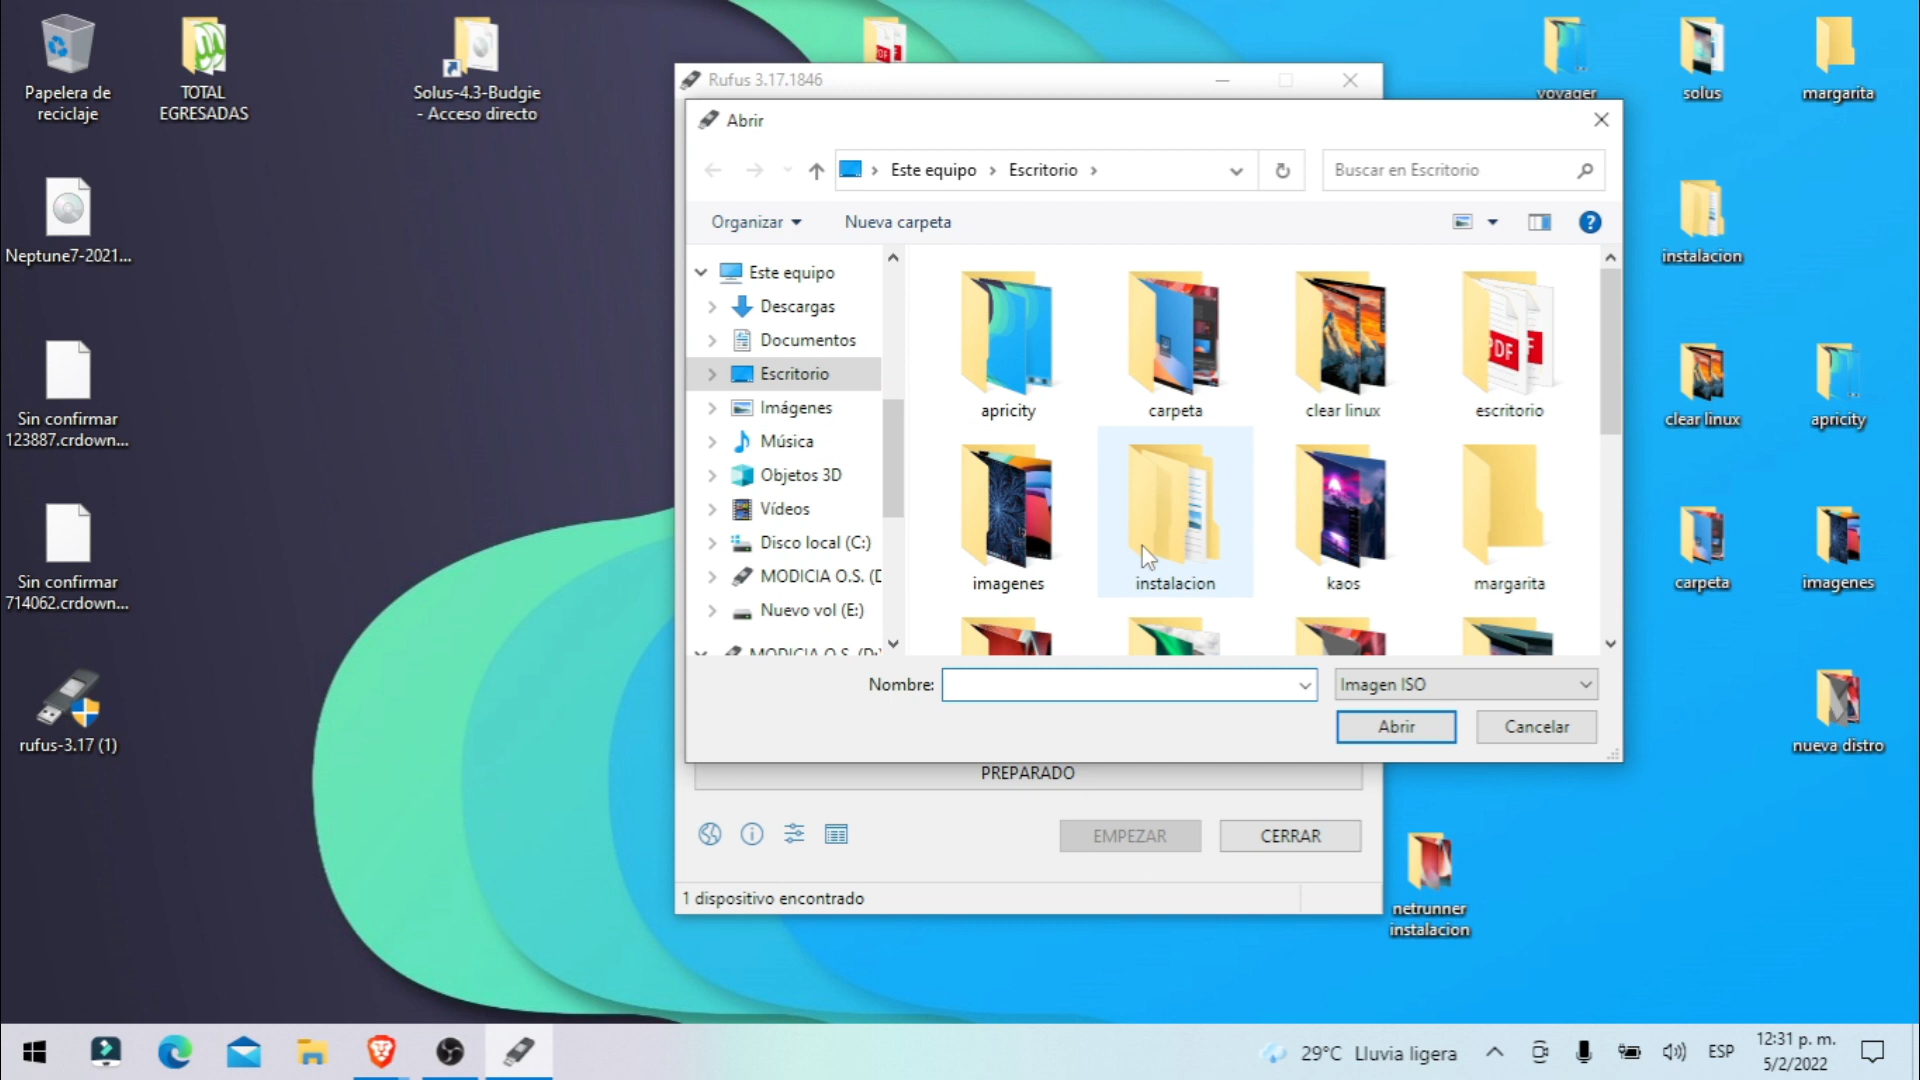 Papelera de
reciclaje
TOTAL
EGRESADAS
Solus-4.3-Budgie
- Acceso directo
Neptune7-2021...
Sin confirmar
123887.crdown...
Sin confirmar
714062.crdown...
rufus-3.17 (1)
Rufus 3.17.1846
Abrir
Este equipo
Escritorio
Buscar en Escritorio
Organizar
Nueva carpeta
Este equipo
Descargas
Documentos
Escritorio
Imágenes
Música
Objetos 3D
Vídeos
Disco local (C:)
MODICIA O.S. (D
Nuevo vol (E:)
MODICIA O.S. (D:)
apricity
carpeta
clear linux
PDF
escritorio
imagenes
instalacion
kaos
margarita
Nombre:
Imagen ISO
Abrir
Cancelar
PREPARADO
EMPEZAR
CERRAR
1 dispositivo encontrado
PDF
voyager
solus
margarita
instalacion
clear linux
apricity
carpeta
imagenes
nueva distro
netrunner
instalacion
29°C Lluvia ligera
ESP
12:31 p. m.
5/2/2022